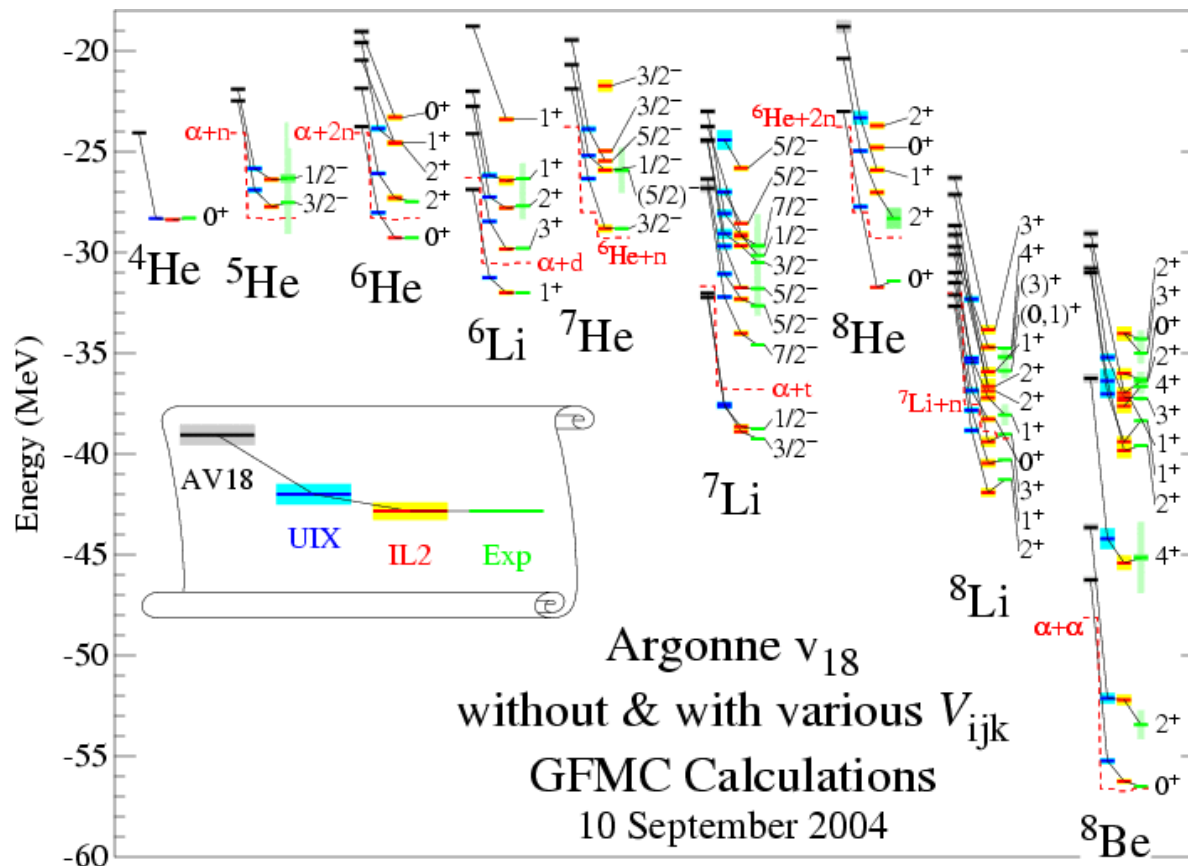 Energy (MeV)
-20
-25
-30
-35
-40
-45
-50
-55
-60
⁴He
0⁺
⁵He
α+n
1/2⁻
3/2⁻
⁶He
α+2n
0⁺
1⁺
2⁺
2⁺
0⁺
⁶Li
α+d
1⁺
1⁺
2⁺
3⁺
1⁺
⁷He
⁶He+n
3/2⁻
3/2⁻
5/2⁻
1/2⁻
(5/2)⁻
3/2⁻
⁷Li
α+t
5/2⁻
5/2⁻
7/2⁻
1/2⁻
3/2⁻
5/2⁻
5/2⁻
7/2⁻
1/2⁻
3/2⁻
⁸He
⁶He+2n
2⁺
0⁺
1⁺
2⁺
0⁺
⁸Li
⁷Li+n
3⁺
4⁺
(3)⁺
(0,1)⁺
1⁺
2⁺
2⁺
1⁺
0⁺
3⁺
1⁺
2⁺
⁸Be
α+α
2⁺
3⁺
0⁺
2⁺
4⁺
3⁺
1⁺
1⁺
2⁺
4⁺
2⁺
0⁺
AV18
UIX
IL2
Exp
Argonne v₁₈
without & with various Vᵢⱼₖ
GFMC Calculations
10 September 2004